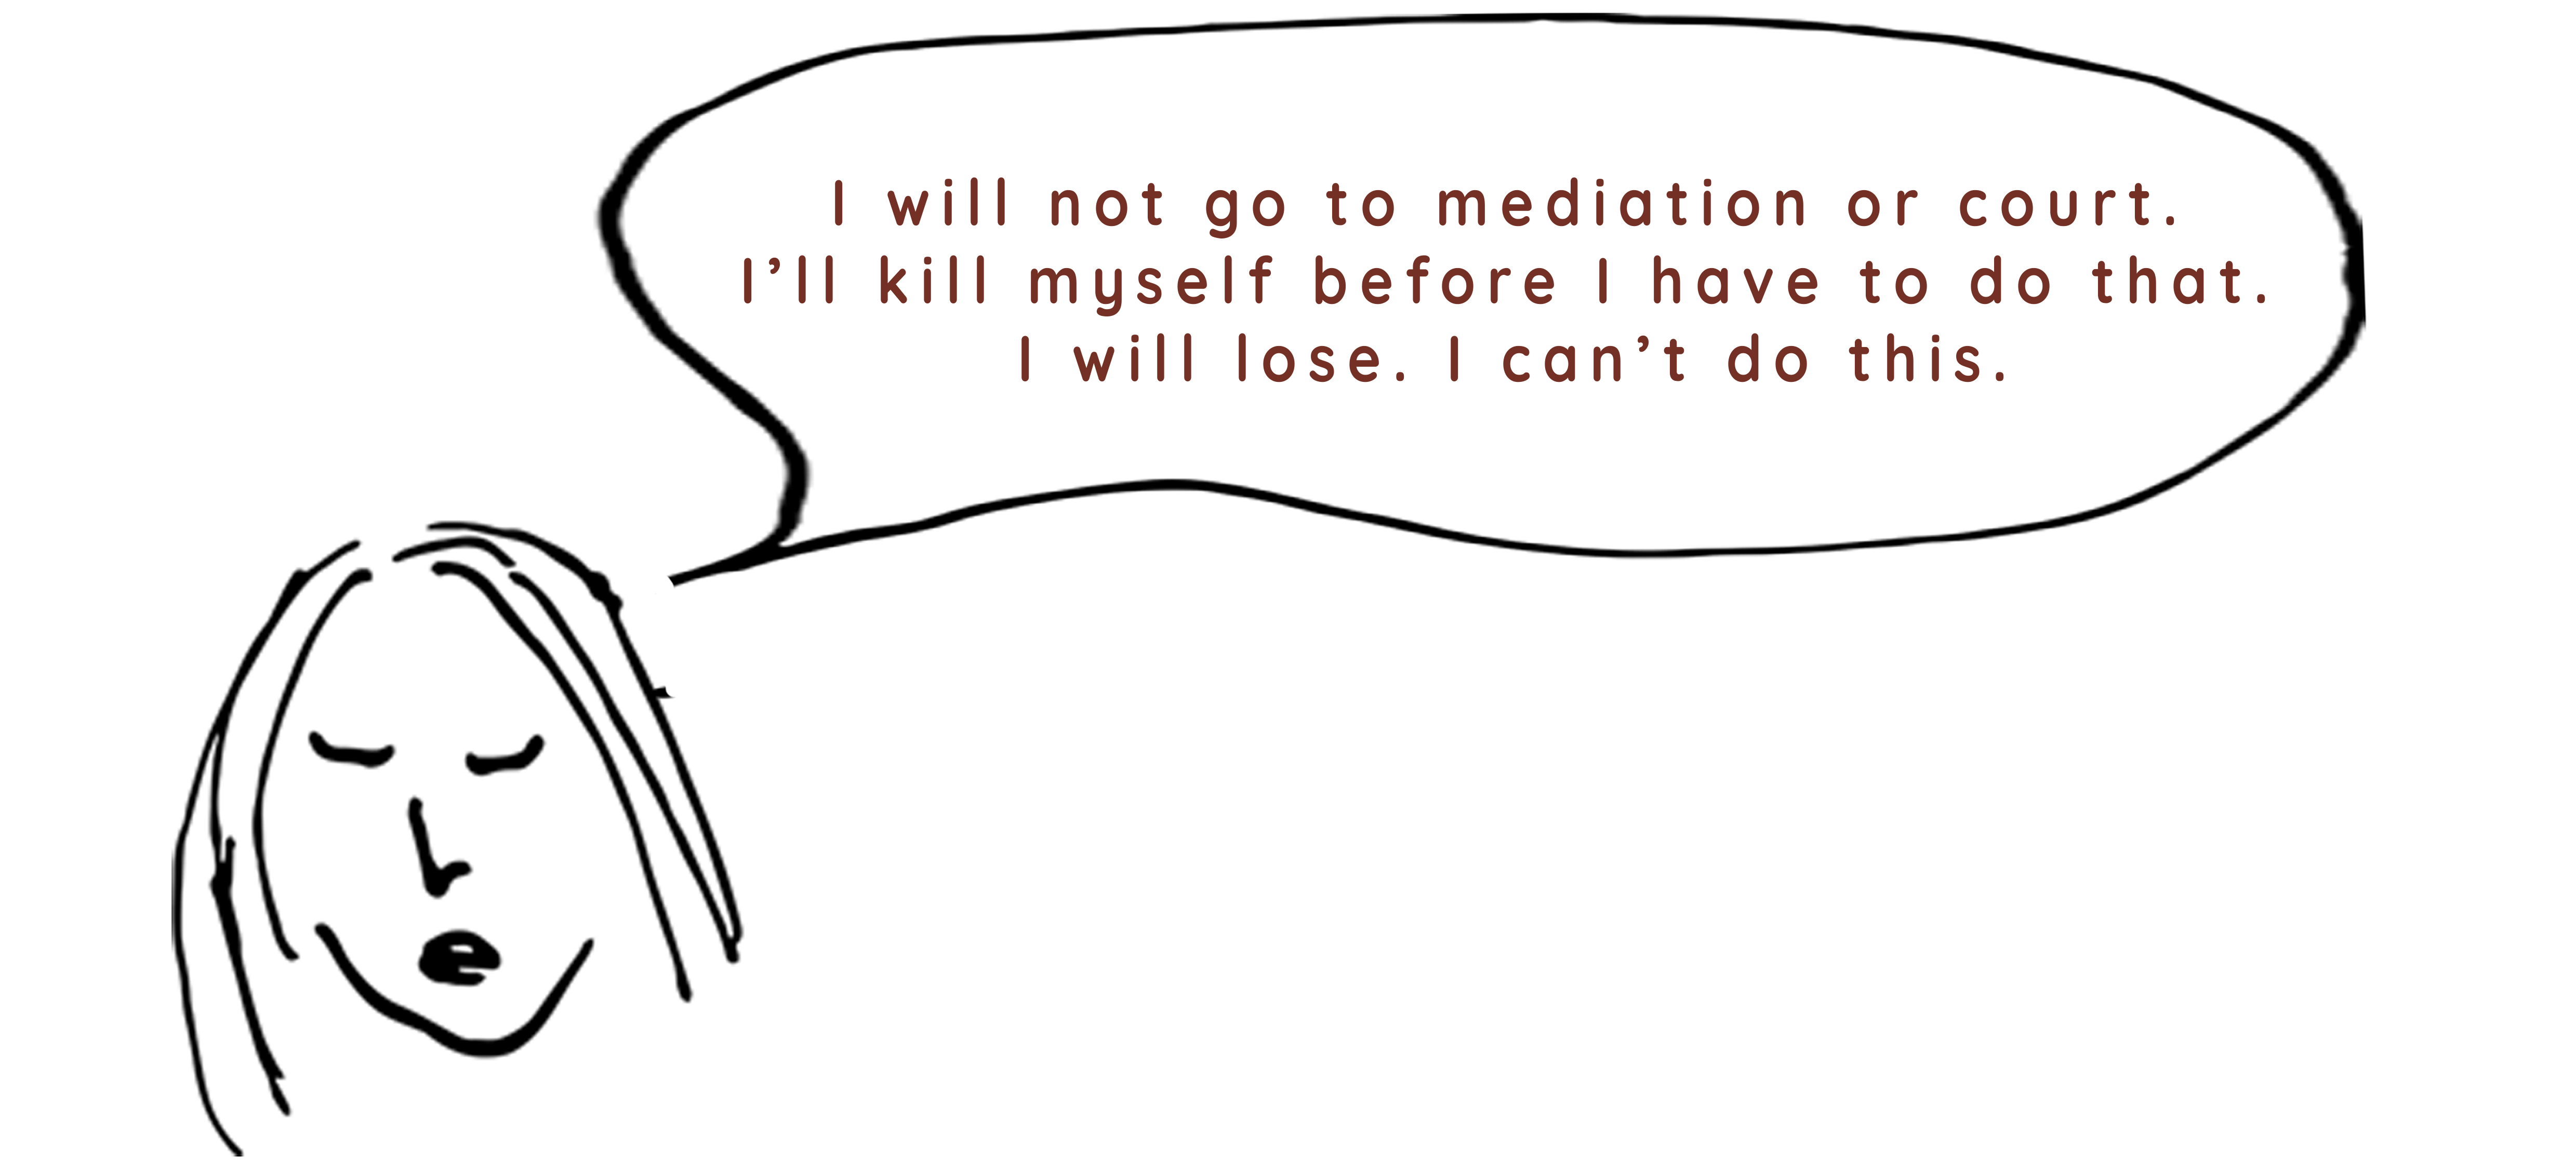 I will not go to mediation or court.
I’ll kill myself before I have to do that.
I will lose. I can’t do this.